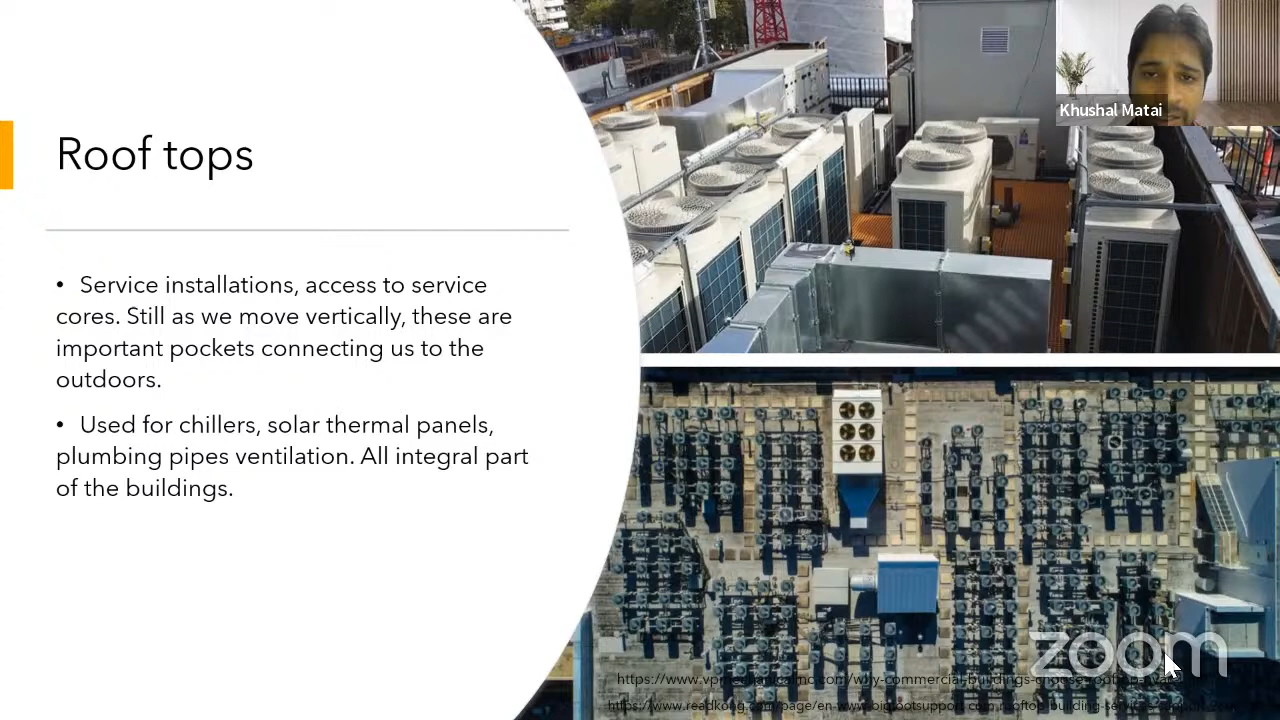 Khushal Matai
Roof tops
• Service installations, access to service
cores. Still as we move vertically, these are
important pockets connecting us to the
outdoors.
• Used for chillers, solar thermal panels,
plumbing pipes ventilation. All integral part
of the buildings.
zoom